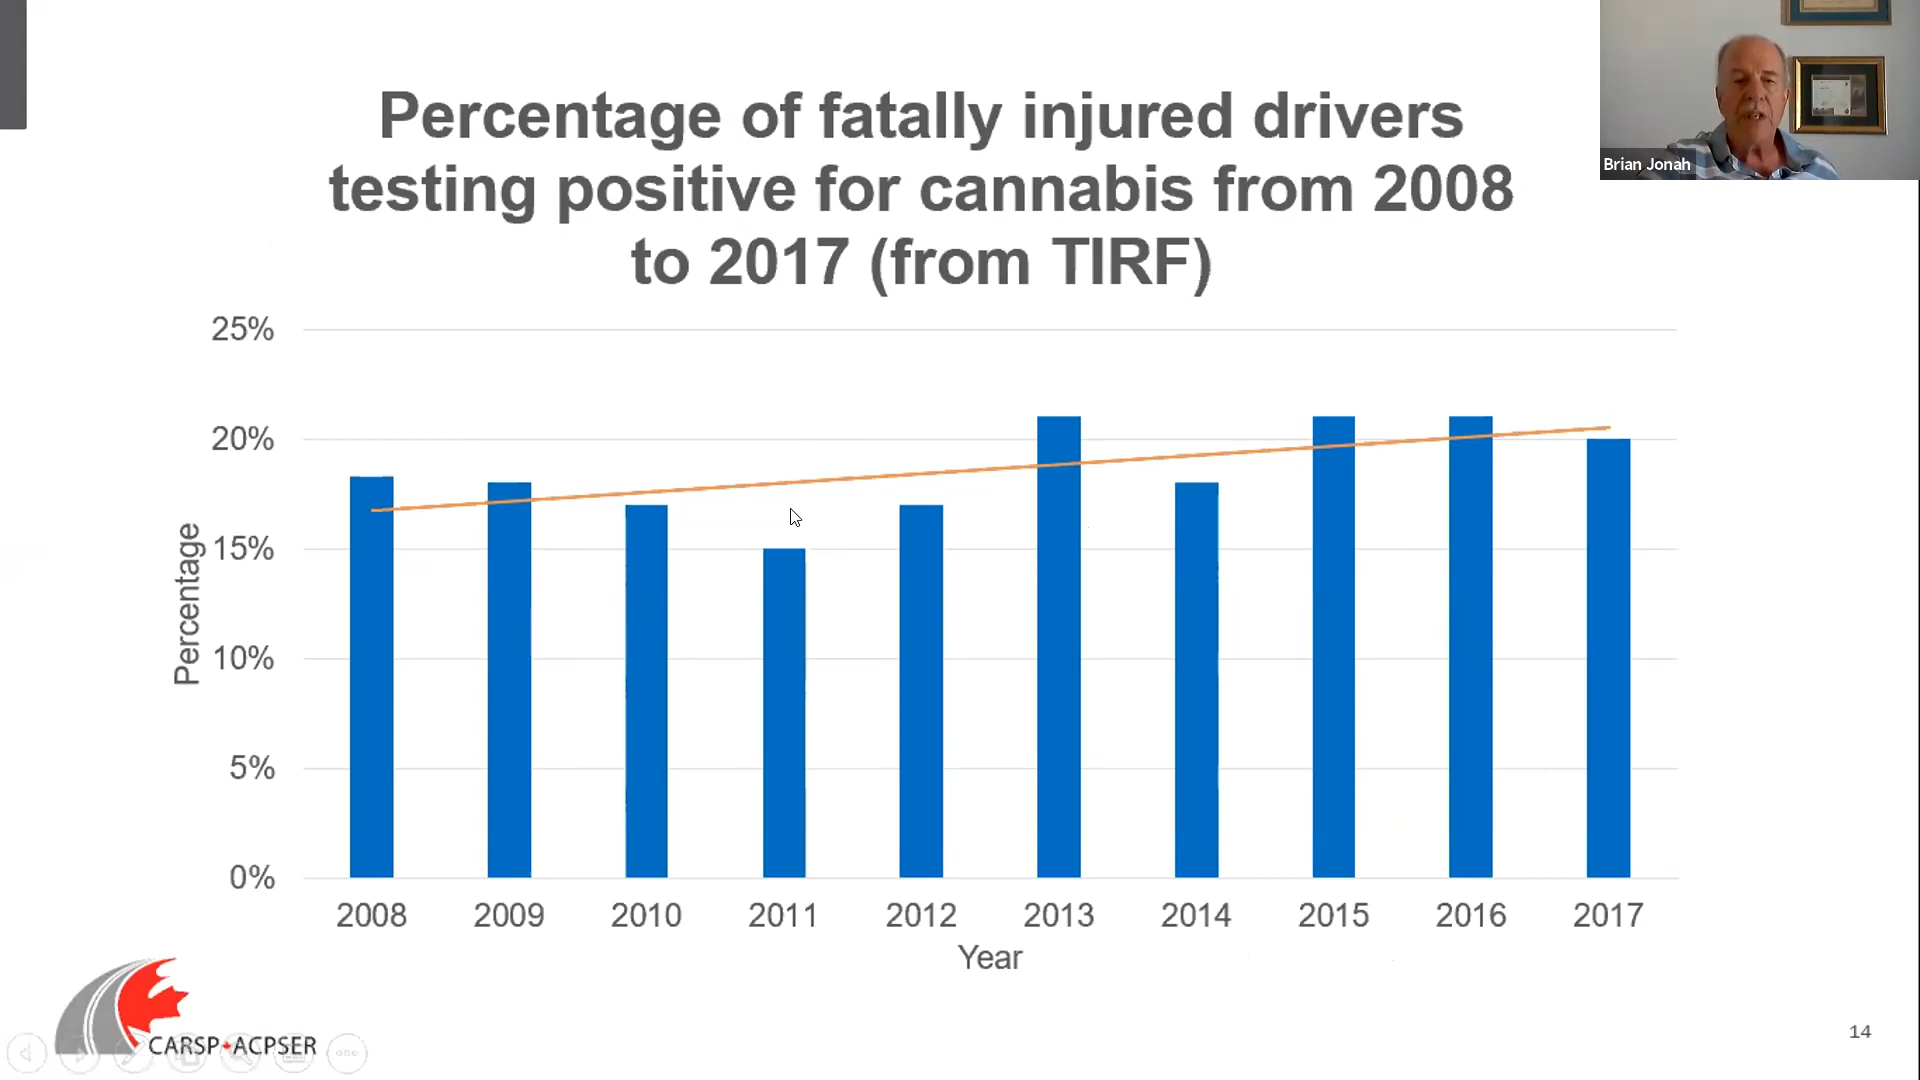 Percentage of fatally injured drivers
testing positive for cannabis from 2008
to 2017 (from TIRF)
Brian Jonah
25%
20%
15%
10%
5%
0%
Percentage
2008 2009 2010 2011 2012 2013 2014 2015 2016 2017
Year
CARSP ACPSER
14